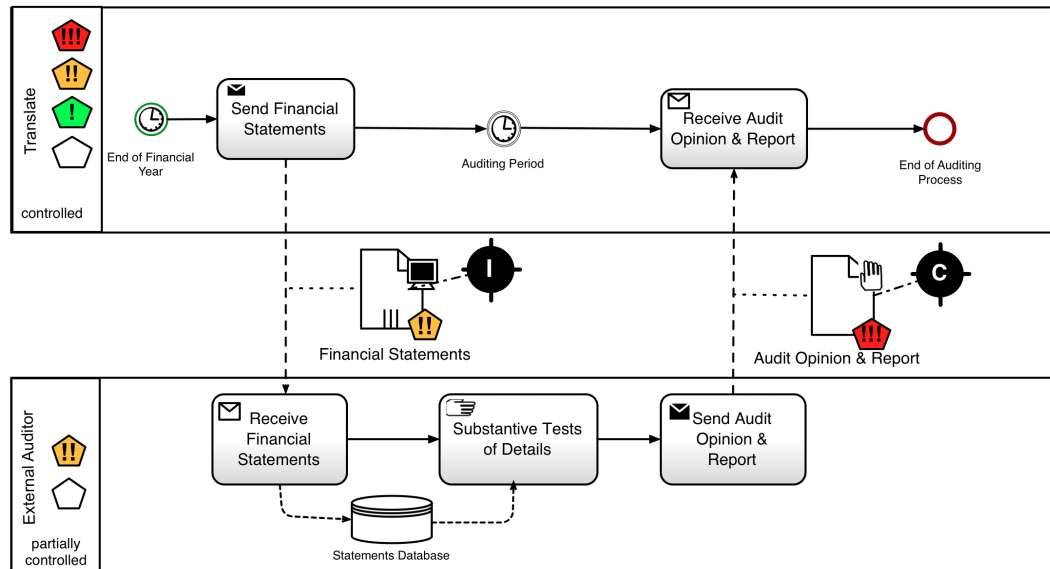 Translate
!!!
!!
!
controlled
End of Financial
Year
Send Financial
Statements
Auditing Period
Receive Audit
Opinion & Report
End of Auditing
Process
I
!!
Financial Statements
C
!!!
Audit Opinion & Report
External Auditor
!!
partially
controlled
Receive
Financial
Statements
Substantive Tests
of Details
Send Audit
Opinion &
Report
Statements Database